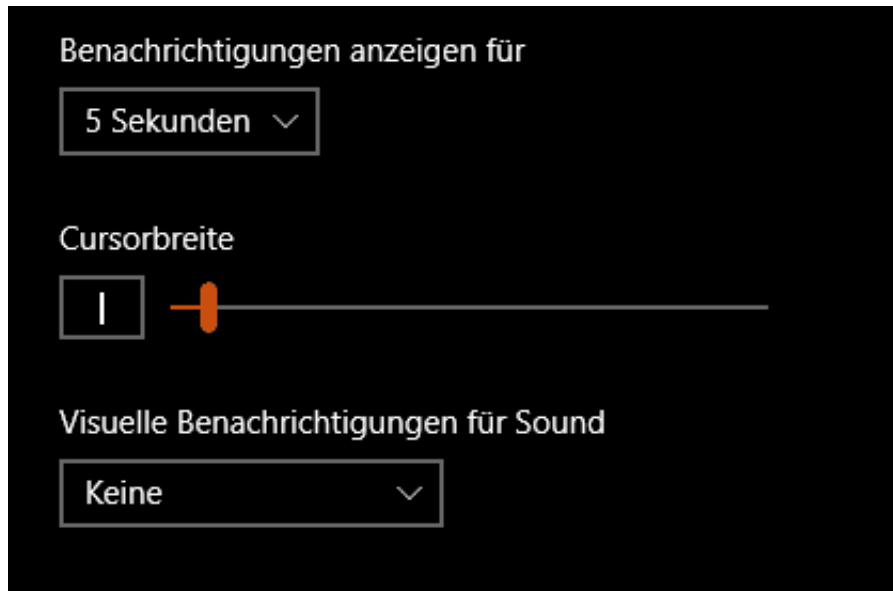 Benachrichtigungen anzeigen für
5 Sekunden
Cursorbreite
Visuelle Benachrichtigungen für Sound
Keine